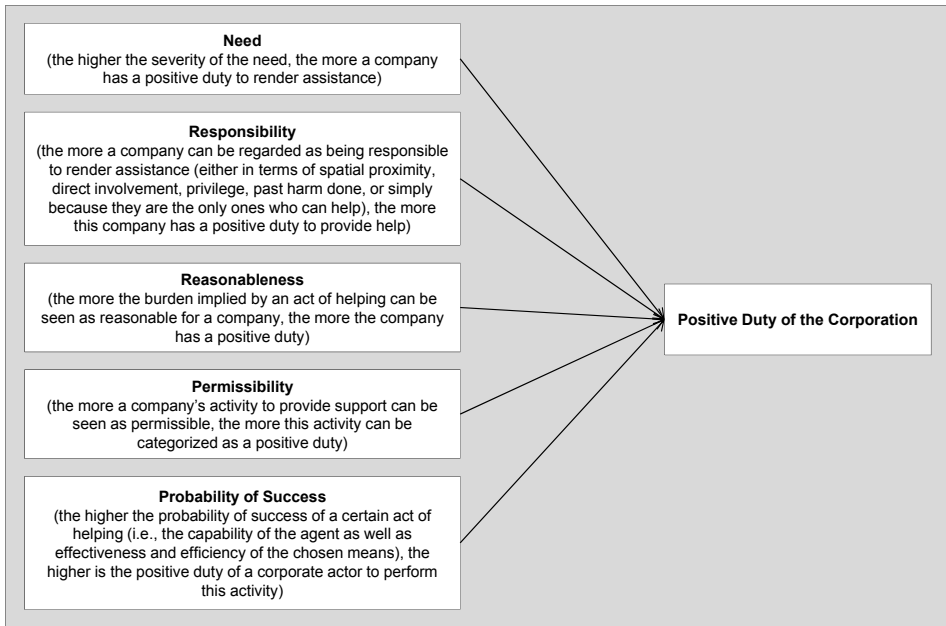 Need
(the higher the severity of the need, the more a company
has a positive duty to render assistance)
Responsibility
(the more a company can be regarded as being responsible
to render assistance (either in terms of spatial proximity,
direct involvement, privilege, past harm done, or simply
because they are the only ones who can help), the more
this company has a positive duty to provide help)
Reasonableness
(the more the burden implied by an act of helping can be
seen as reasonable for a company, the more the company
has a positive duty)
Positive Duty of the Corporation
Permissibility
(the more a company’s activity to provide support can be
seen as permissible, the more this activity can be
categorized as a positive duty)
Probability of Success
(the higher the probability of success of a certain act of
helping (i.e., the capability of the agent as well as
effectiveness and efficiency of the chosen means), the
higher is the positive duty of a corporate actor to perform
this activity)